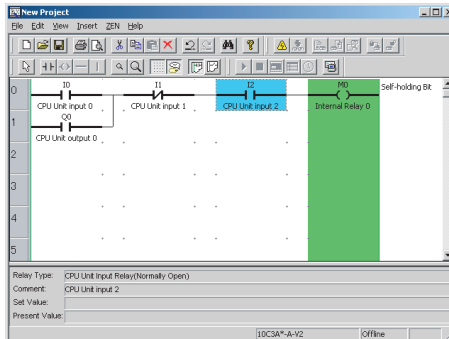 New Project
File Edit View Insert ZEN Help
0
I0
I1
I2
M0
CPU Unit input 0
CPU Unit input 1
CPU Unit input 2
Internal Relay 0
Self-holding Bit
1
Q0
CPU Unit output 0
2
3
4
5
Relay Type: CPU Unit Input Relay(Normally Open)
Comment: CPU Unit input 2
Set Value:
Present Value:
10C3A*-A-V2
Offline